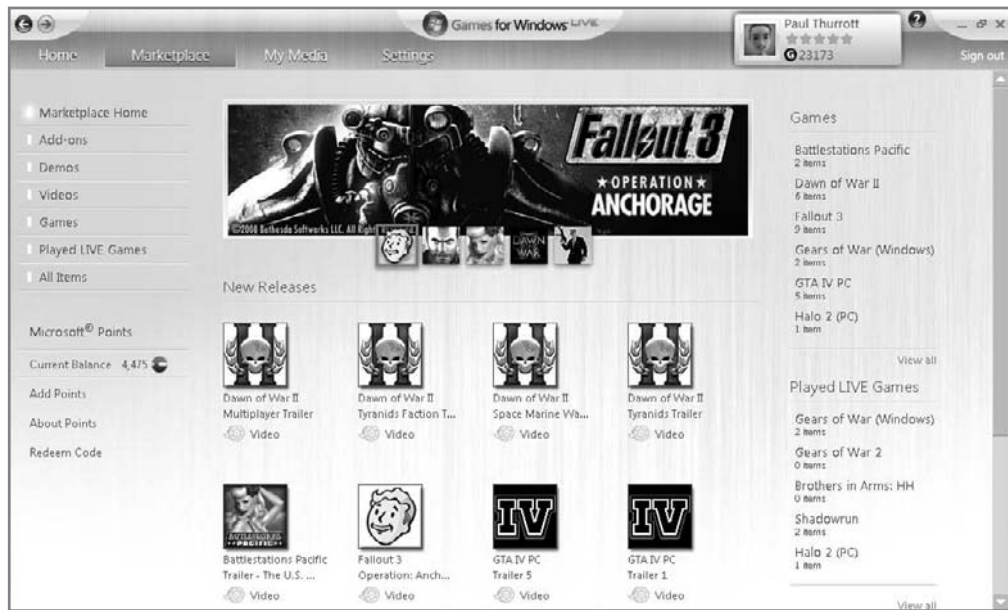 Games for Windows LIVE
Paul Thurrott
G 23173
?
Sign out
Home
Marketplace
My Media
Settings
Marketplace Home
Add-ons
Demos
Videos
Games
Played LIVE Games
All Items
Microsoft® Points
Current Balance 4,475
Add Points
About Points
Redeem Code
Fallout 3
★ OPERATION ★
ANCHORAGE
©2008 Bethesda Softworks LLC. All Righ
DAWN OF WAR
New Releases
Dawn of War II
Multiplayer Trailer
Video
Dawn of War II
Tyranids Faction T...
Video
Dawn of War II
Space Marine Wa...
Video
Dawn of War II
Tyranids Trailer
Video
BATTLESTATIONS
PACIFIC
Battlestations Pacific
Trailer - The U.S. ...
Video
Fallout 3
Operation: Anch...
Video
IV
GTA IV PC
Trailer 5
Video
IV
GTA IV PC
Trailer 1
Video
Games
Battlestations Pacific
2 items
Dawn of War II
6 items
Fallout 3
9 items
Gears of War (Windows)
2 items
GTA IV PC
5 items
Halo 2 (PC)
1 item
View all
Played LIVE Games
Gears of War (Windows)
2 items
Gears of War 2
0 items
Brothers in Arms: HH
0 items
Shadowrun
2 items
Halo 2 (PC)
1 item
View all